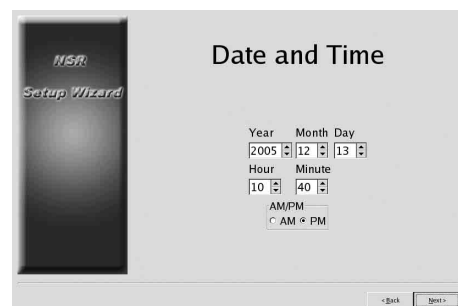 NSR
Setup Wizard
Date and Time
Year Month Day
2005 12 13
Hour Minute
10 40
AM/PM
AM PM
< Back Next >